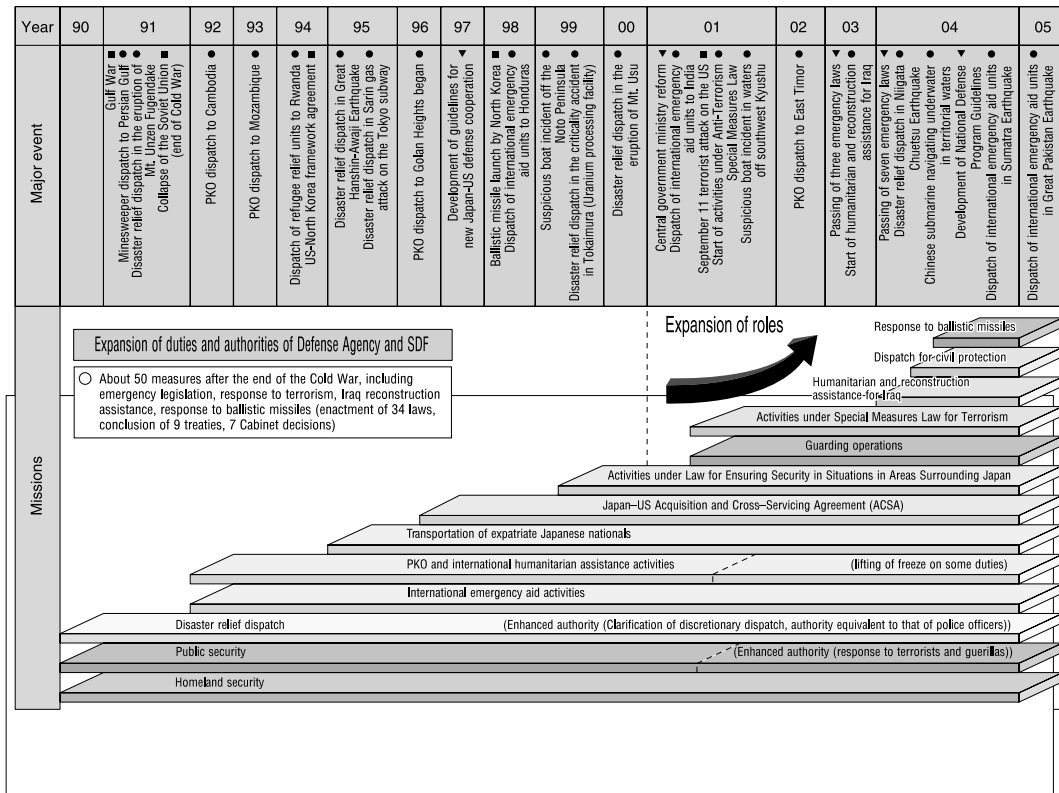 Year 90 91 92 93 94 95 96 97 98 99 00 01 02 03 04 05
Major event
■ Gulf War
● Minesweeper dispatch to Persian Gulf
● Disaster relief dispatch in the eruption of
Mt. Unzen Fugendake
■ Collapse of the Soviet Union
(end of Cold War)
● PKO dispatch to Cambodia
● PKO dispatch to Mozambique
● Dispatch of refugee relief units to Rwanda
■ US-North Korea framework agreement
● Disaster relief dispatch in Great
Hanshin-Awaji Earthquake
● Disaster relief dispatch in Sarin gas
attack on the Tokyo subway
● PKO dispatch to Golan Heights began
▲ Development of guidelines for
new Japan-US defense cooperation
■ Ballistic missile launch by North Korea
● Dispatch of international emergency
aid units to Honduras
● Suspicious boat incident off the
Noto Peninsula
● Disaster relief dispatch in the criticality accident
in Tokaimura (Uranium processing facility)
● Disaster relief dispatch in the
eruption of Mt. Usu
▲ Central government ministry reform
● Dispatch of international emergency
aid units to India
■ September 11 terrorist attack on the US
● Start of activities under Anti-Terrorism
Special Measures Law
● Suspicious boat incident in waters
off southwest Kyushu
● PKO dispatch to East Timor
▲ Passing of three emergency laws
● Start of humanitarian and reconstruction
assistance for Iraq
▲ Passing of seven emergency laws
● Disaster relief dispatch in Niigata
Chuetsu Earthquake
● Chinese submarine navigating underwater
in territorial waters
▲ Development of National Defense
Program Guidelines
● Dispatch of international emergency aid units
in Sumatra Earthquake
● Dispatch of international emergency aid units
in Great Pakistan Earthquake
Missions
Expansion of duties and authorities of Defense Agency and SDF
○ About 50 measures after the end of the Cold War, including
emergency legislation, response to terrorism, Iraq reconstruction
assistance, response to ballistic missiles (enactment of 34 laws,
conclusion of 9 treaties, 7 Cabinet decisions)
Expansion of roles
Response to ballistic missiles
Dispatch for civil protection
Humanitarian and reconstruction
assistance-for-Iraq
Activities under Special Measures Law for Terrorism
Guarding operations
Activities under Law for Ensuring Security in Situations in Areas Surrounding Japan
Japan–US Acquisition and Cross–Servicing Agreement (ACSA)
Transportation of expatriate Japanese nationals
PKO and international humanitarian assistance activities (lifting of freeze on some duties)
International emergency aid activities
Disaster relief dispatch (Enhanced authority (Clarification of discretionary dispatch, authority equivalent to that of police officers))
Public security (Enhanced authority (response to terrorists and guerillas))
Homeland security